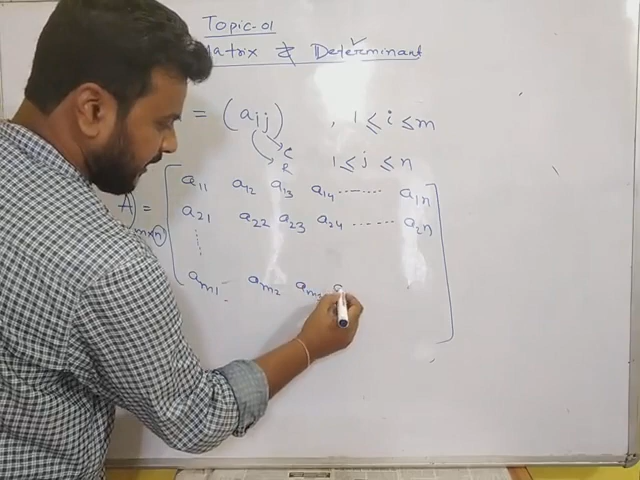 Topic-01
Matrix & Determinant
= (aij) , 1 ≤ i ≤ m
C
R
1 ≤ j ≤ n
A) m×n = [ a11 a12 a13 a14 ........ a1n
a21 a22 a23 a24 ....... a2n
am1 am2 am3 a